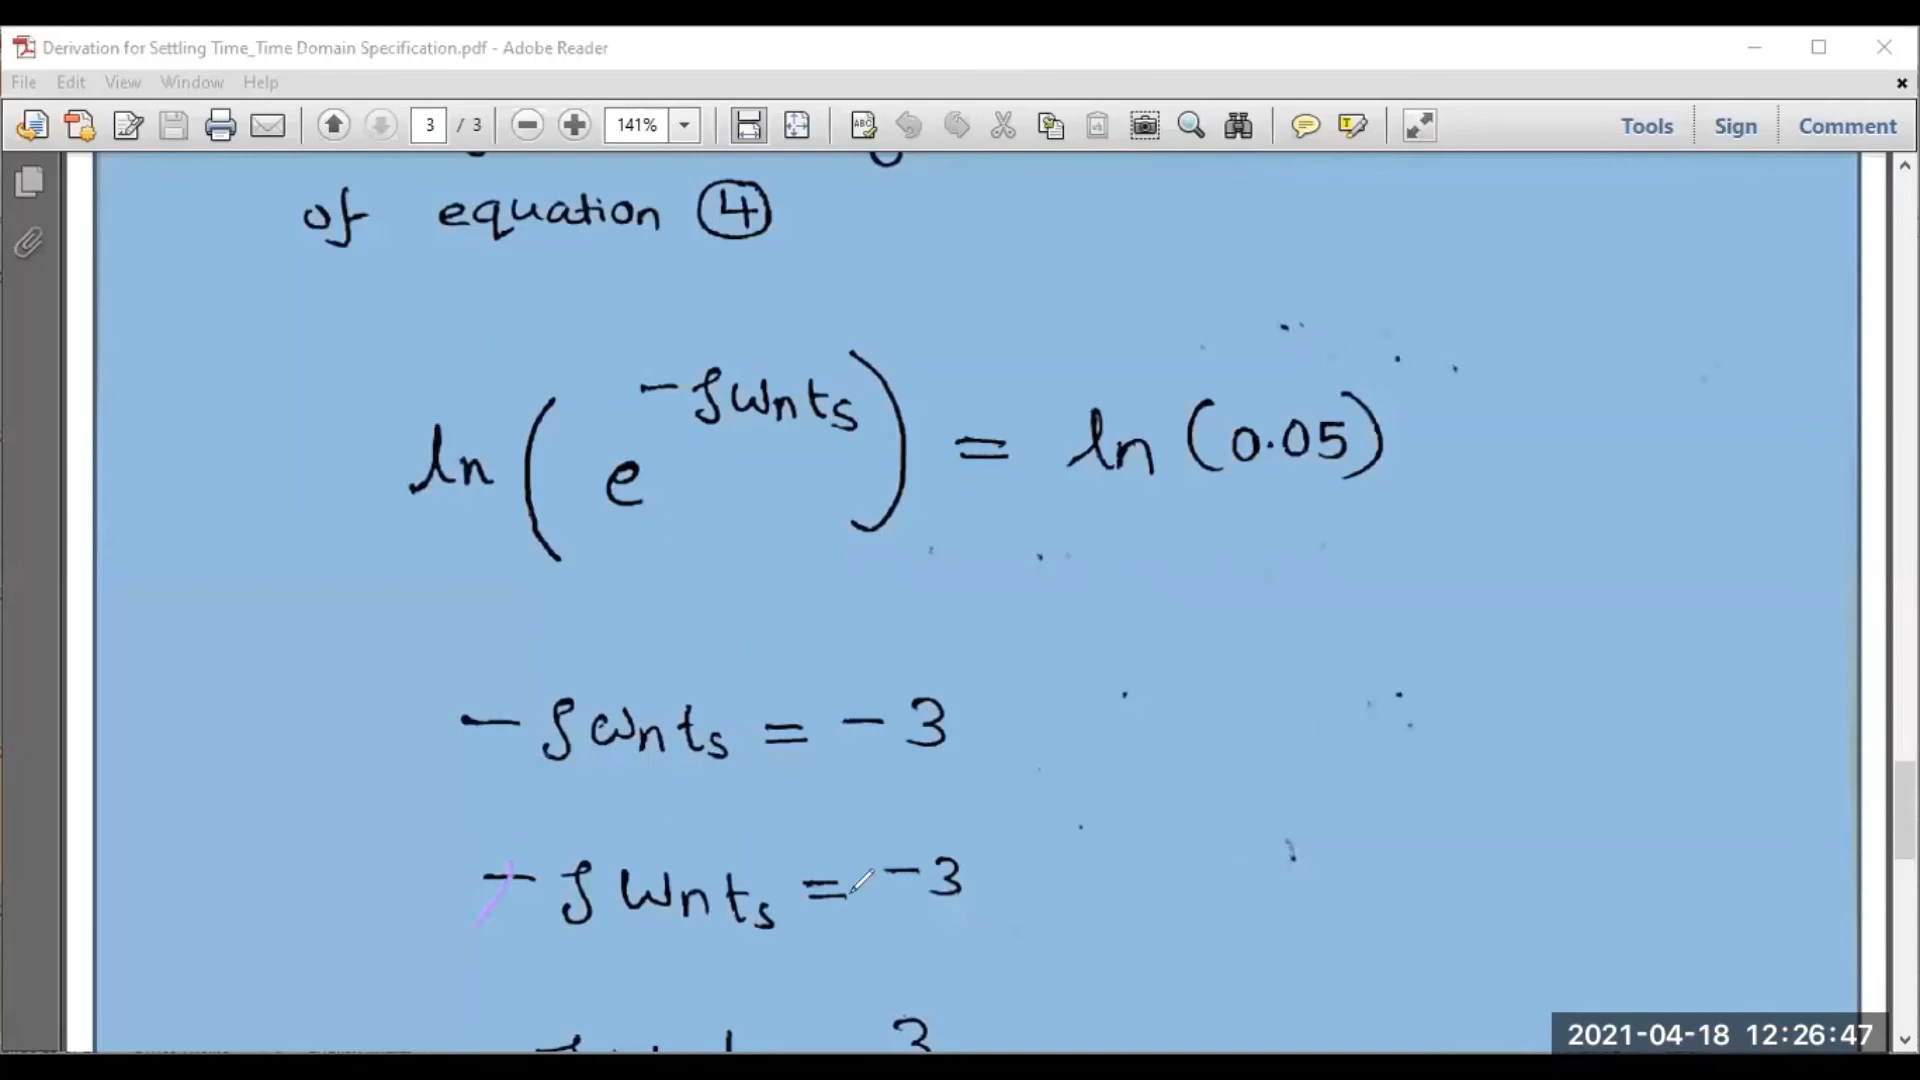 Derivation for Settling Time_Time Domain Specification.pdf - Adobe Reader
File Edit View Window Help
3 / 3 141% Tools Sign Comment
of equation ④
ln(e^{-ζωnts}) = ln(0.05)
-ζωnts = -3
-ζωnts = -3
3
2021-04-18 12:26:47